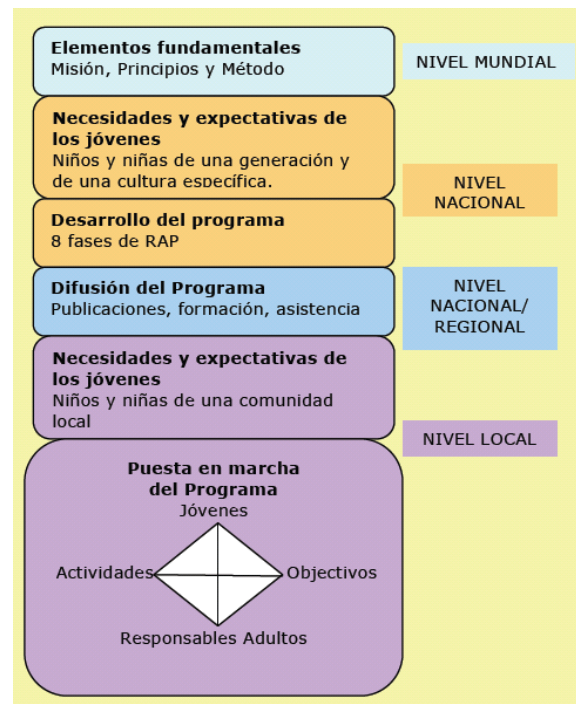 Elementos fundamentales
Misión, Principios y Método
NIVEL MUNDIAL
Necesidades y expectativas de
los jóvenes
Niños y niñas de una generación y
de una cultura específica.
NIVEL
NACIONAL
Desarrollo del programa
8 fases de RAP
Difusión del Programa
Publicaciones, formación, asistencia
NIVEL
NACIONAL/
REGIONAL
Necesidades y expectativas de
los jóvenes
Niños y niñas de una comunidad
local
NIVEL LOCAL
Puesta en marcha
del Programa
Jóvenes
Actividades
Objectivos
Responsables Adultos